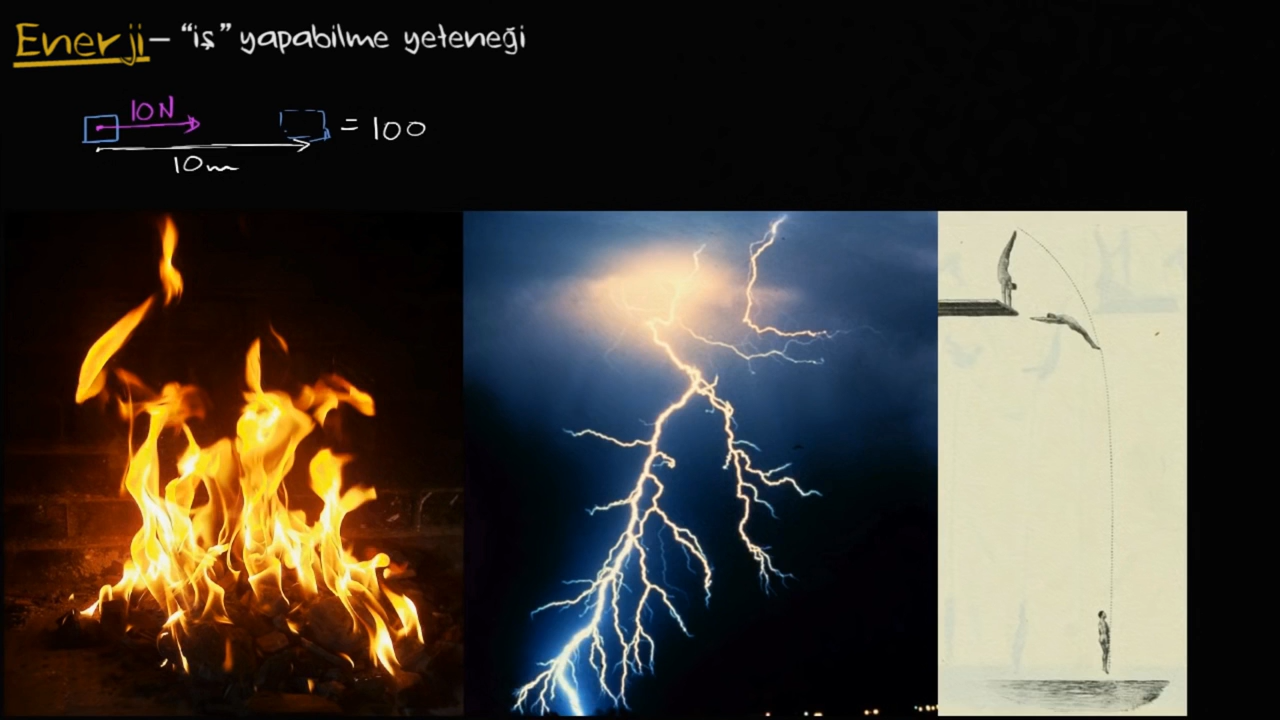 Enerji – “iş” yapabilme yeteneği
10N
= 100
10m